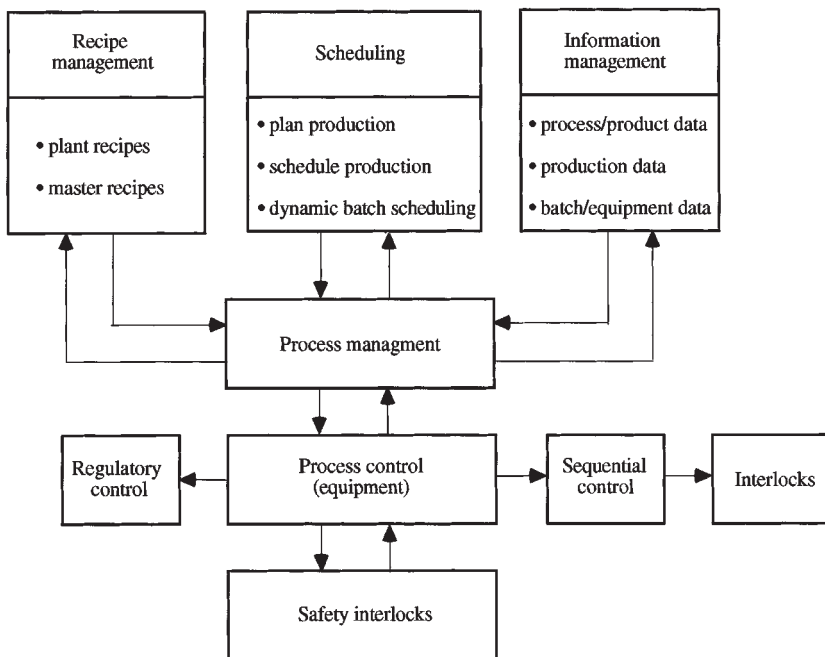 Recipe
management
• plant recipes
• master recipes
Scheduling
• plan production
• schedule production
• dynamic batch scheduling
Information
management
• process/product data
• production data
• batch/equipment data
Process managment
Regulatory
control
Process control
(equipment)
Sequential
control
Interlocks
Safety interlocks